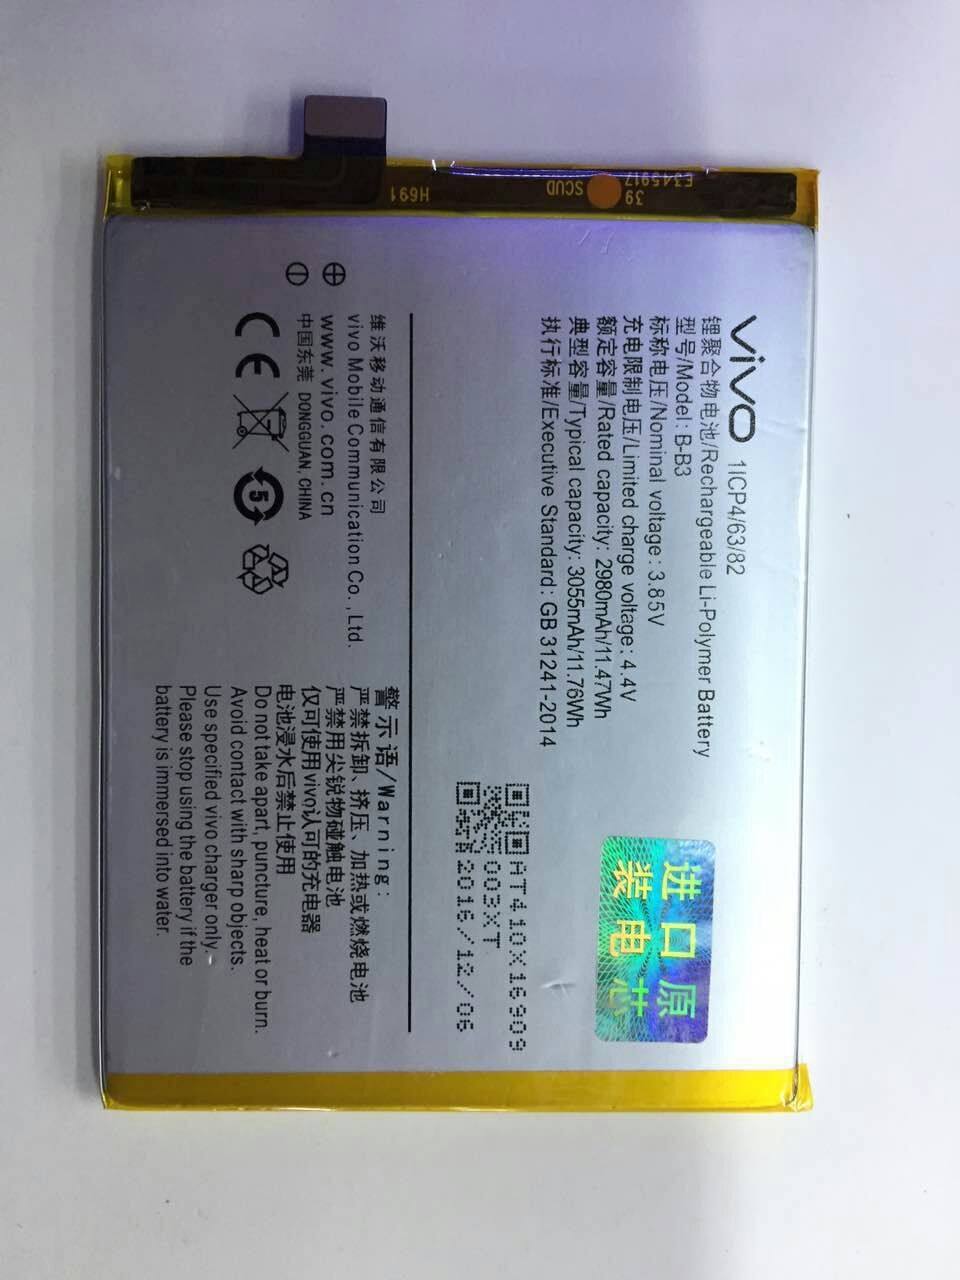 vivo 1ICP4/63/82
锂聚合物电池/Rechargeable Li-Polymer Battery
型号/Model: B-B3
标称电压/Nominal voltage: 3.85V
充电限制电压/Limited charge voltage: 4.4V
额定容量/Rated capacity: 2980mAh/11.47Wh
典型容量/Typical capacity: 3055mAh/11.76Wh
执行标准/Executive Standard: GB 31241-2014
进口原
装电芯
AT410X16909
003XT
2016/12/06
维沃移动通信有限公司
vivo Mobile Communication Co., Ltd.
www.vivo.com.cn
中国东莞 DONGGUAN, CHINA
CE
5
警示语/Warning:
严禁拆卸、挤压、加热或燃烧电池
严禁用尖锐物碰触电池
仅可使用vivo认可的充电器
电池浸水后禁止使用
Do not take apart, puncture, heat or burn.
Avoid contact with sharp objects.
Use specified vivo charger only.
Please stop using the battery if the
battery is immersed into water.
H691
SCUD
39
E345917